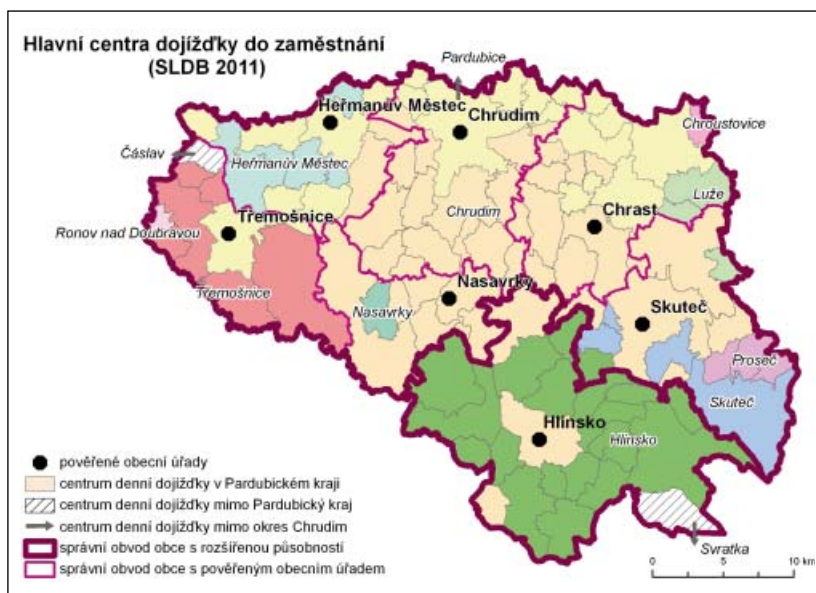 Hlavní centra dojížďky do zaměstnání
(SLDB 2011)
Pardubice
Heřmanův Městec
Chrudim
Chroustovice
Čáslav
Heřmanův Městec
Luže
Chrudim
Chrast
Třemošnice
Ronov nad Doubravou
Nasavrky
Skuteč
Třemošnice
Nasavrky
Proseč
Skuteč
Hlinsko
Hlinsko
pověřené obecní úřady
centrum denní dojížďky v Pardubickém kraji
centrum denní dojížďky mimo Pardubický kraj
centrum denní dojížďky mimo okres Chrudim
správní obvod obce s rozšířenou působností
správní obvod obce s pověřeným obecním úřadem
Svratka
0 5 10 km